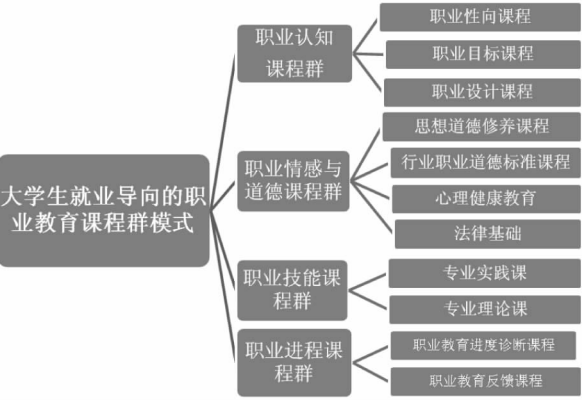 大学生就业导向的职
业教育课程群模式
职业认知
课程群
职业性向课程
职业目标课程
职业设计课程
职业情感与
道德课程群
思想道德修养课程
行业职业道德标准课程
心理健康教育
法律基础
职业技能课
程群
专业实践课
专业理论课
职业进程课
程群
职业教育进度诊断课程
职业教育反馈课程